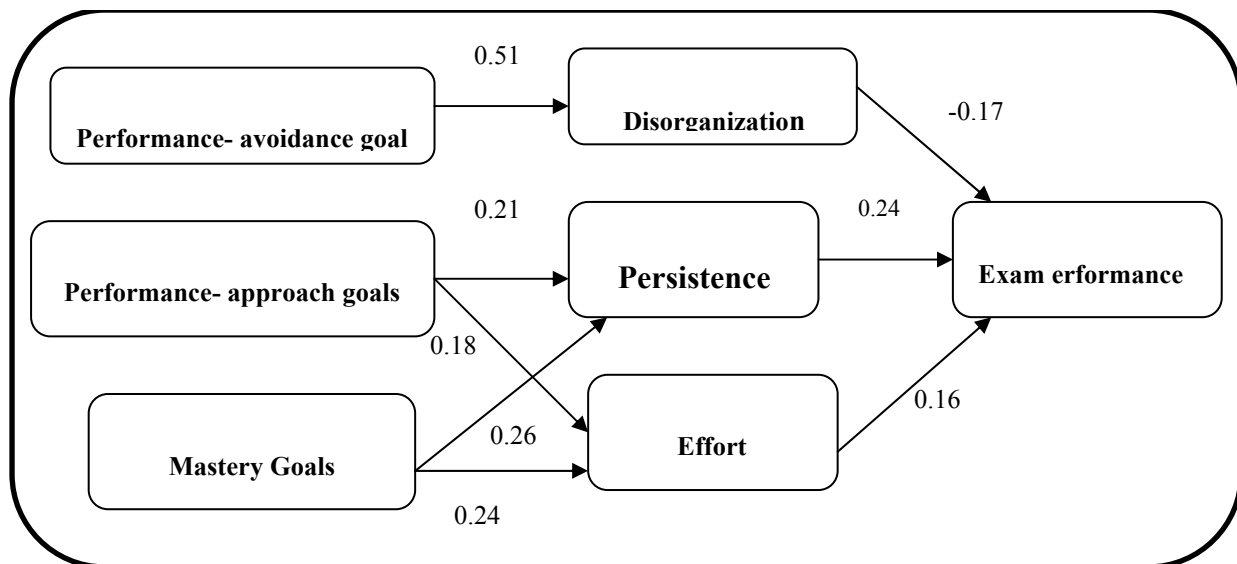 0.51
Performance- avoidance goal
Disorganization
-0.17
0.21
0.24
Performance- approach goals
Persistence
Exam erformance
0.18
0.16
Mastery Goals
0.26
Effort
0.24